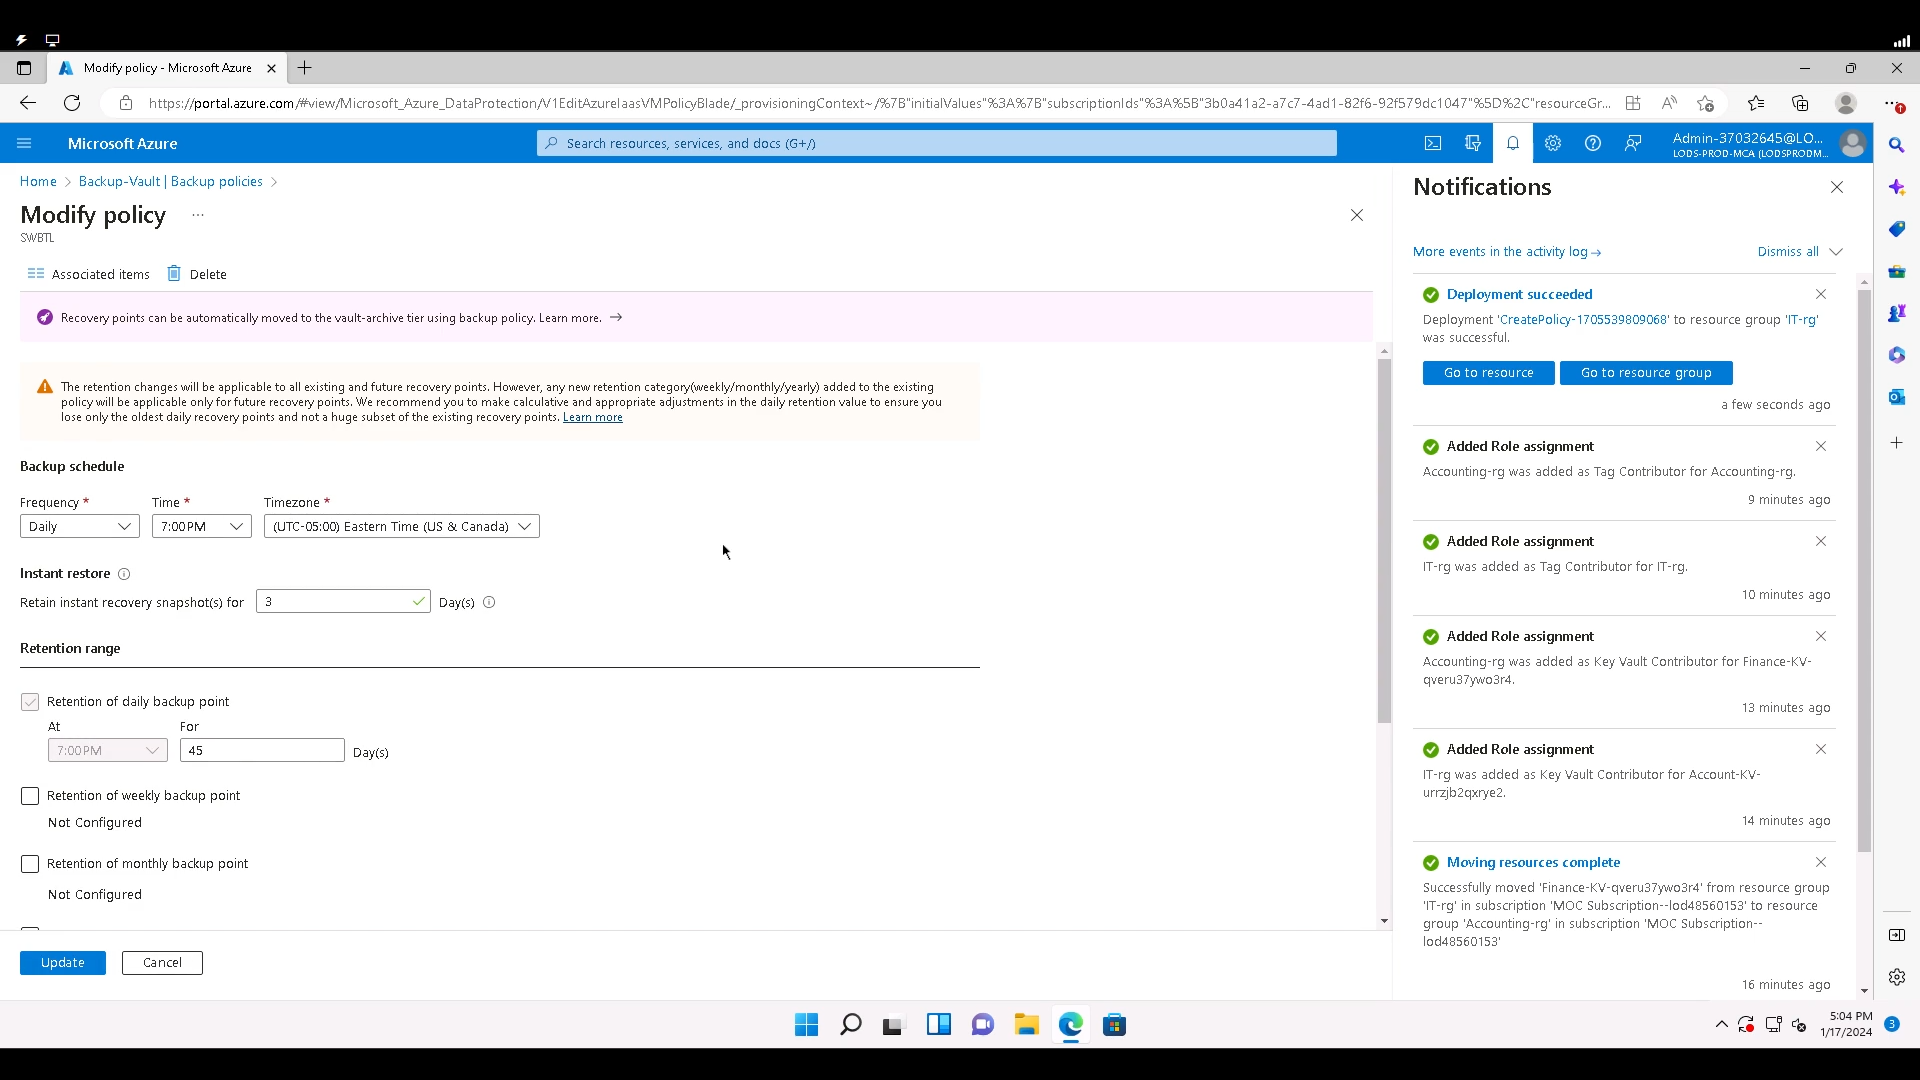 Modify policy - Microsoft Azure
https://portal.azure.com/#view/Microsoft_Azure_DataProtection/V1EditAzureIaasVMPolicyBlade/_provisioningContext~/%7B"initialValues"%3A%7B"subscriptionIds"%3A%5B"3b0a41a2-a7c7-4ad1-82f6-92f579dc1047"%5D%2C"resourceGr...
Microsoft Azure
Search resources, services, and docs (G+/)
Admin-37032645@LO...
LODS-PROD-MCA (LODSPRODM...
Home > Backup-Vault | Backup policies >
Modify policy ...
SWBTL
Associated items
Delete
Recovery points can be automatically moved to the vault-archive tier using backup policy. Learn more. →
The retention changes will be applicable to all existing and future recovery points. However, any new retention category(weekly/monthly/yearly) added to the existing
policy will be applicable only for future recovery points. We recommend you to make calculative and appropriate adjustments in the daily retention value to ensure you
lose only the oldest daily recovery points and not a huge subset of the existing recovery points. Learn more
Backup schedule
Frequency * Time * Timezone *
Daily 7:00PM (UTC-05:00) Eastern Time (US & Canada)
Instant restore
Retain instant recovery snapshot(s) for 3 Day(s)
Retention range
Retention of daily backup point
At For
7:00PM 45 Day(s)
Retention of weekly backup point
Not Configured
Retention of monthly backup point
Not Configured
Update
Cancel
Notifications
More events in the activity log →
Dismiss all
Deployment succeeded
Deployment 'CreatePolicy-1705539809068' to resource group 'IT-rg'
was successful.
Go to resource
Go to resource group
a few seconds ago
Added Role assignment
Accounting-rg was added as Tag Contributor for Accounting-rg.
9 minutes ago
Added Role assignment
IT-rg was added as Tag Contributor for IT-rg.
10 minutes ago
Added Role assignment
Accounting-rg was added as Key Vault Contributor for Finance-KV-
qveru37ywo3r4.
13 minutes ago
Added Role assignment
IT-rg was added as Key Vault Contributor for Account-KV-
urrzjb2qxrye2.
14 minutes ago
Moving resources complete
Successfully moved 'Finance-KV-qveru37ywo3r4' from resource group
'IT-rg' in subscription 'MOC Subscription--lod48560153' to resource
group 'Accounting-rg' in subscription 'MOC Subscription--
lod48560153'
16 minutes ago
5:04 PM
1/17/2024
3